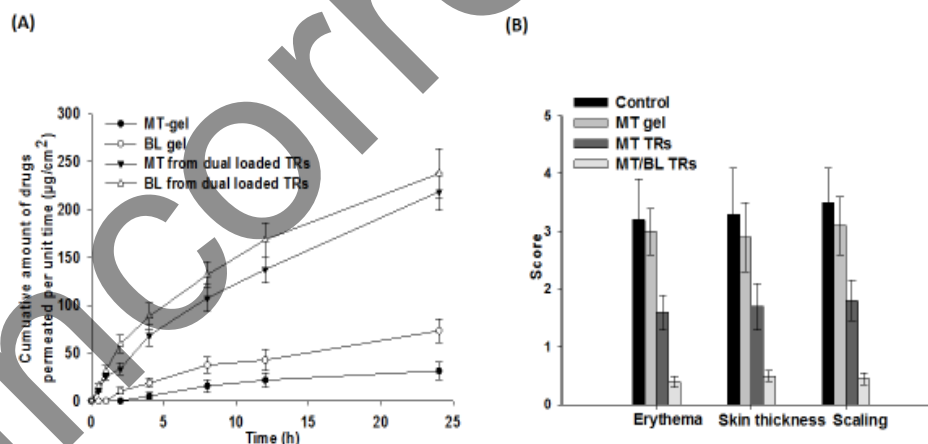 (A)
(B)
300
250
200
150
100
50
0
Cumuative amount of drugs
permeated per unit time (µg/cm²)
MT-gel
BL gel
MT from dual loaded TRs
BL from dual loaded TRs
0
5
10
15
20
25
Time (h)
5
4
3
2
1
0
Score
Control
MT gel
MT TRs
MT/BL TRs
Erythema
Skin thickness
Scaling
ncorre